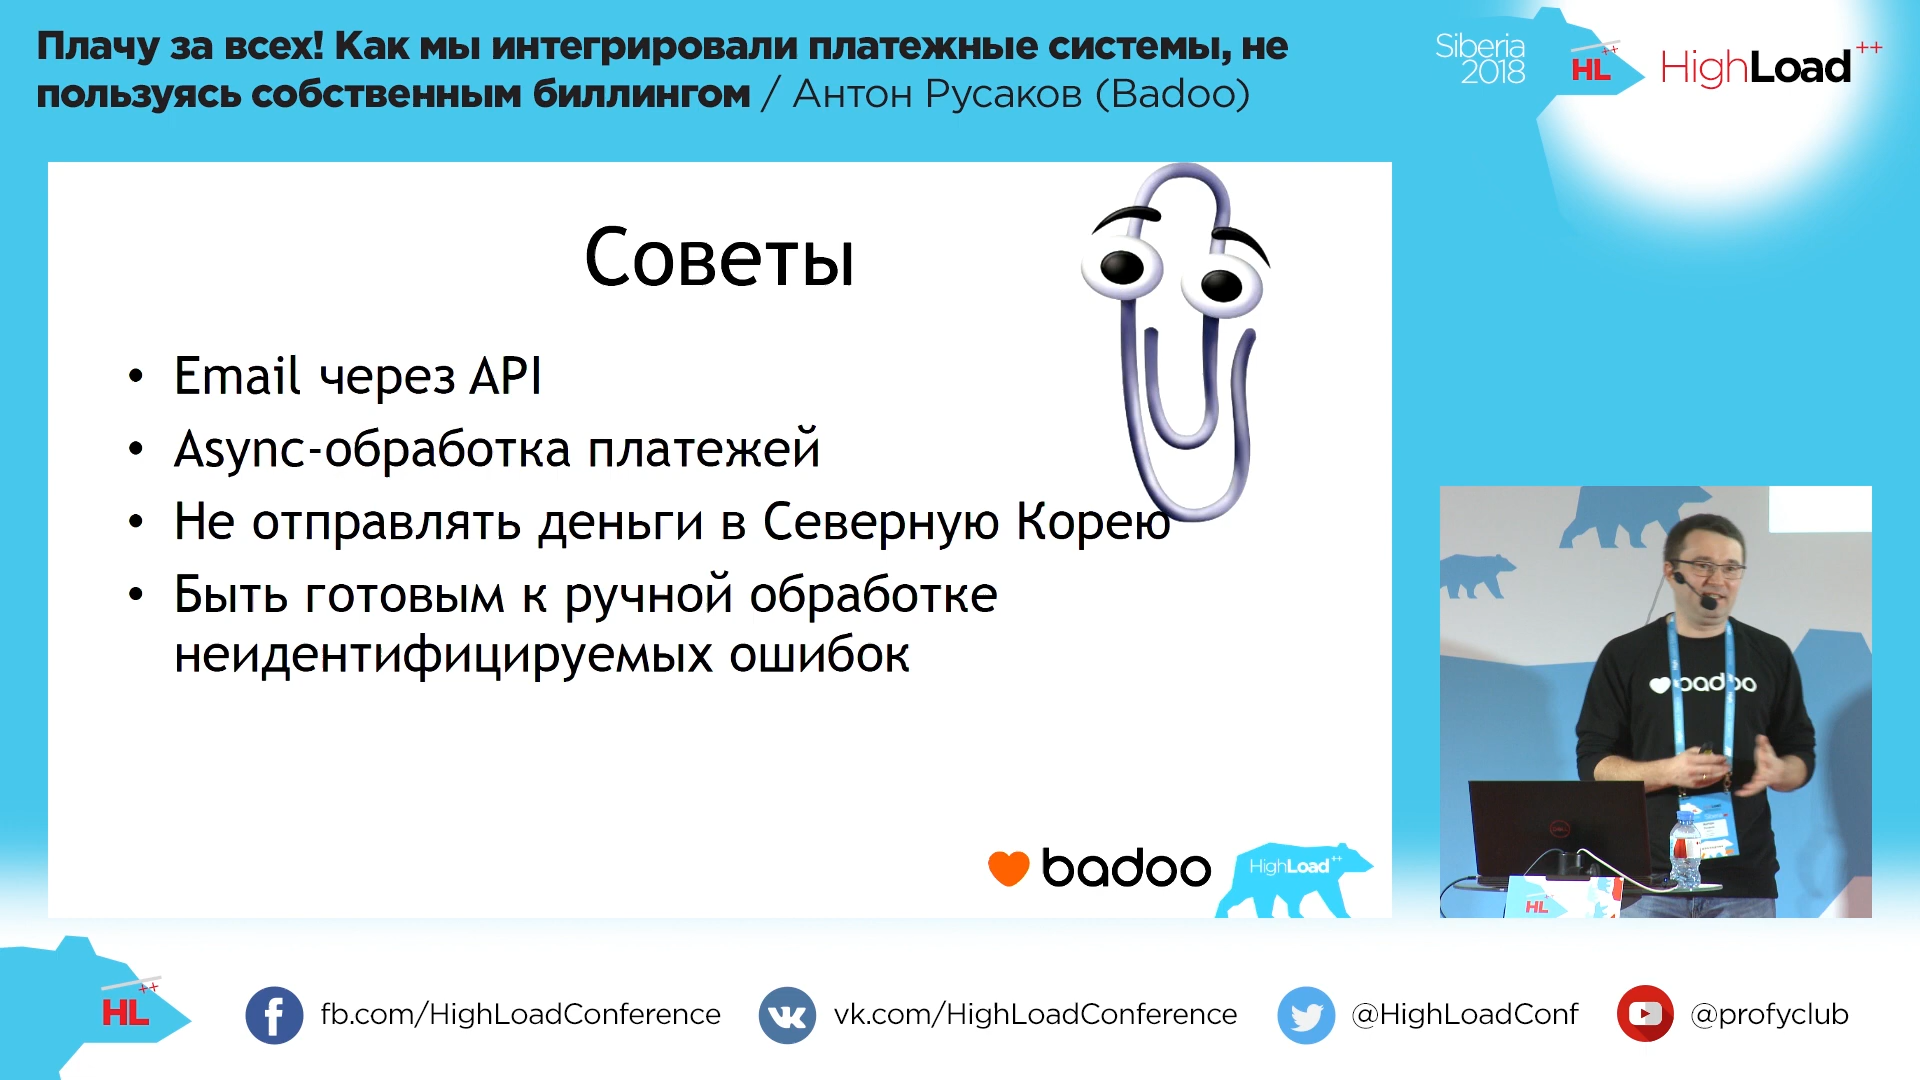 Плачу за всех! Как мы интегрировали платежные системы, не
пользуясь собственным биллингом / Антон Русаков (Badoo)
Siberia
2018
HL++
HighLoad++
Советы
• Email через API
• Async-обработка платежей
• Не отправлять деньги в Северную Корею
• Быть готовым к ручной обработке
неидентифицируемых ошибок
badoo
HighLoad++
badoo
DELL
HL++
HL++
fb.com/HighLoadConference
vk.com/HighLoadConference
@HighLoadConf
@profyclub